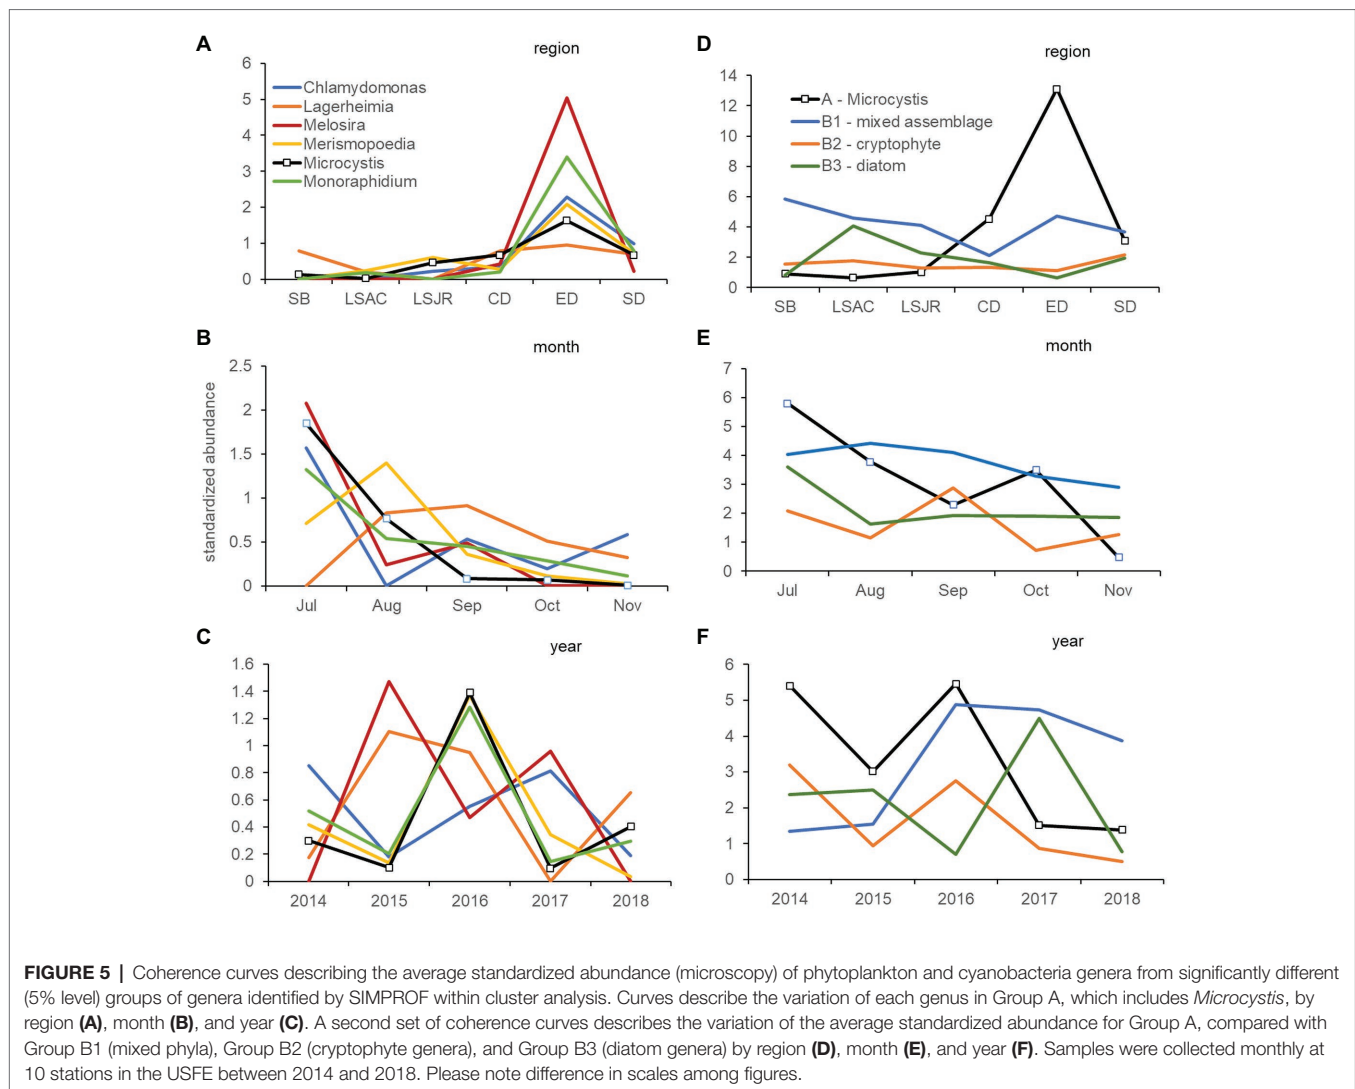 A
region
6
5
4
3
2
1
0
Chlamydomonas
Lagerheimia
Melosira
Merismopoedia
Microcystis
Monoraphidium
SB LSAC LSJR CD ED SD
D
region
14
12
10
8
6
4
2
0
A - Microcystis
B1 - mixed assemblage
B2 - cryptophyte
B3 - diatom
SB LSAC LSJR CD ED SD
B
month
standardized abundance
2.5
2
1.5
1
0.5
0
Jul Aug Sep Oct Nov
E
month
7
6
5
4
3
2
1
0
Jul Aug Sep Oct Nov
C
year
1.6
1.4
1.2
1
0.8
0.6
0.4
0.2
0
2014 2015 2016 2017 2018
F
year
6
5
4
3
2
1
0
2014 2015 2016 2017 2018
FIGURE 5 | Coherence curves describing the average standardized abundance (microscopy) of phytoplankton and cyanobacteria genera from significantly different
(5% level) groups of genera identified by SIMPROF within cluster analysis. Curves describe the variation of each genus in Group A, which includes Microcystis, by
region (A), month (B), and year (C). A second set of coherence curves describes the variation of the average standardized abundance for Group A, compared with
Group B1 (mixed phyla), Group B2 (cryptophyte genera), and Group B3 (diatom genera) by region (D), month (E), and year (F). Samples were collected monthly at
10 stations in the USFE between 2014 and 2018. Please note difference in scales among figures.